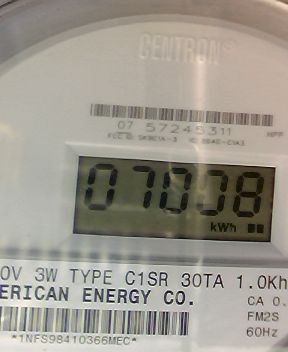 CENTRON®
07 57245311
07008
kWh
0V 3W TYPE C1SR 30TA 1.0Kh
ERICAN ENERGY CO.
CA 0.
FM2S
*1NFS98410366MEC*
60Hz